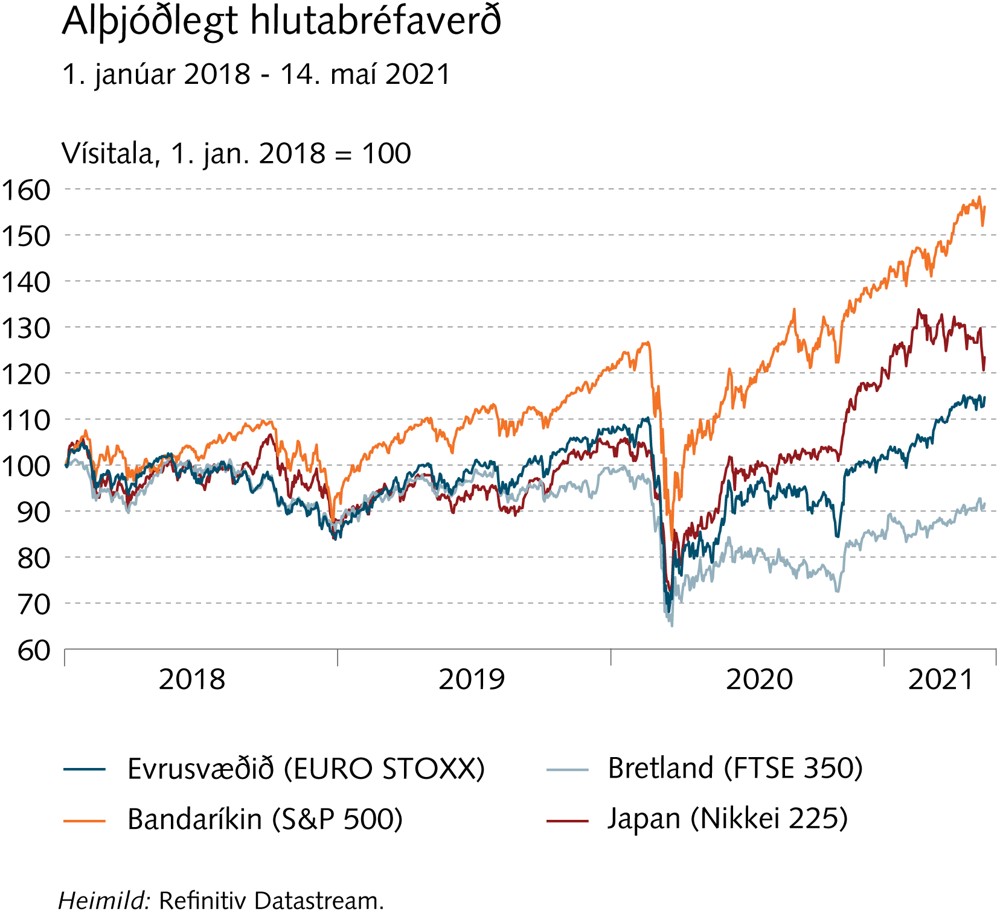 Alþjóðlegt hlutabréfaverð
1. janúar 2018 - 14. maí 2021
Vísitala, 1. jan. 2018 = 100
160
150
140
130
120
110
100
90
80
70
60
2018 2019 2020 2021
Evrusvæðið (EURO STOXX) Bretland (FTSE 350)
Bandaríkin (S&P 500) Japan (Nikkei 225)
Heimild: Refinitiv Datastream.